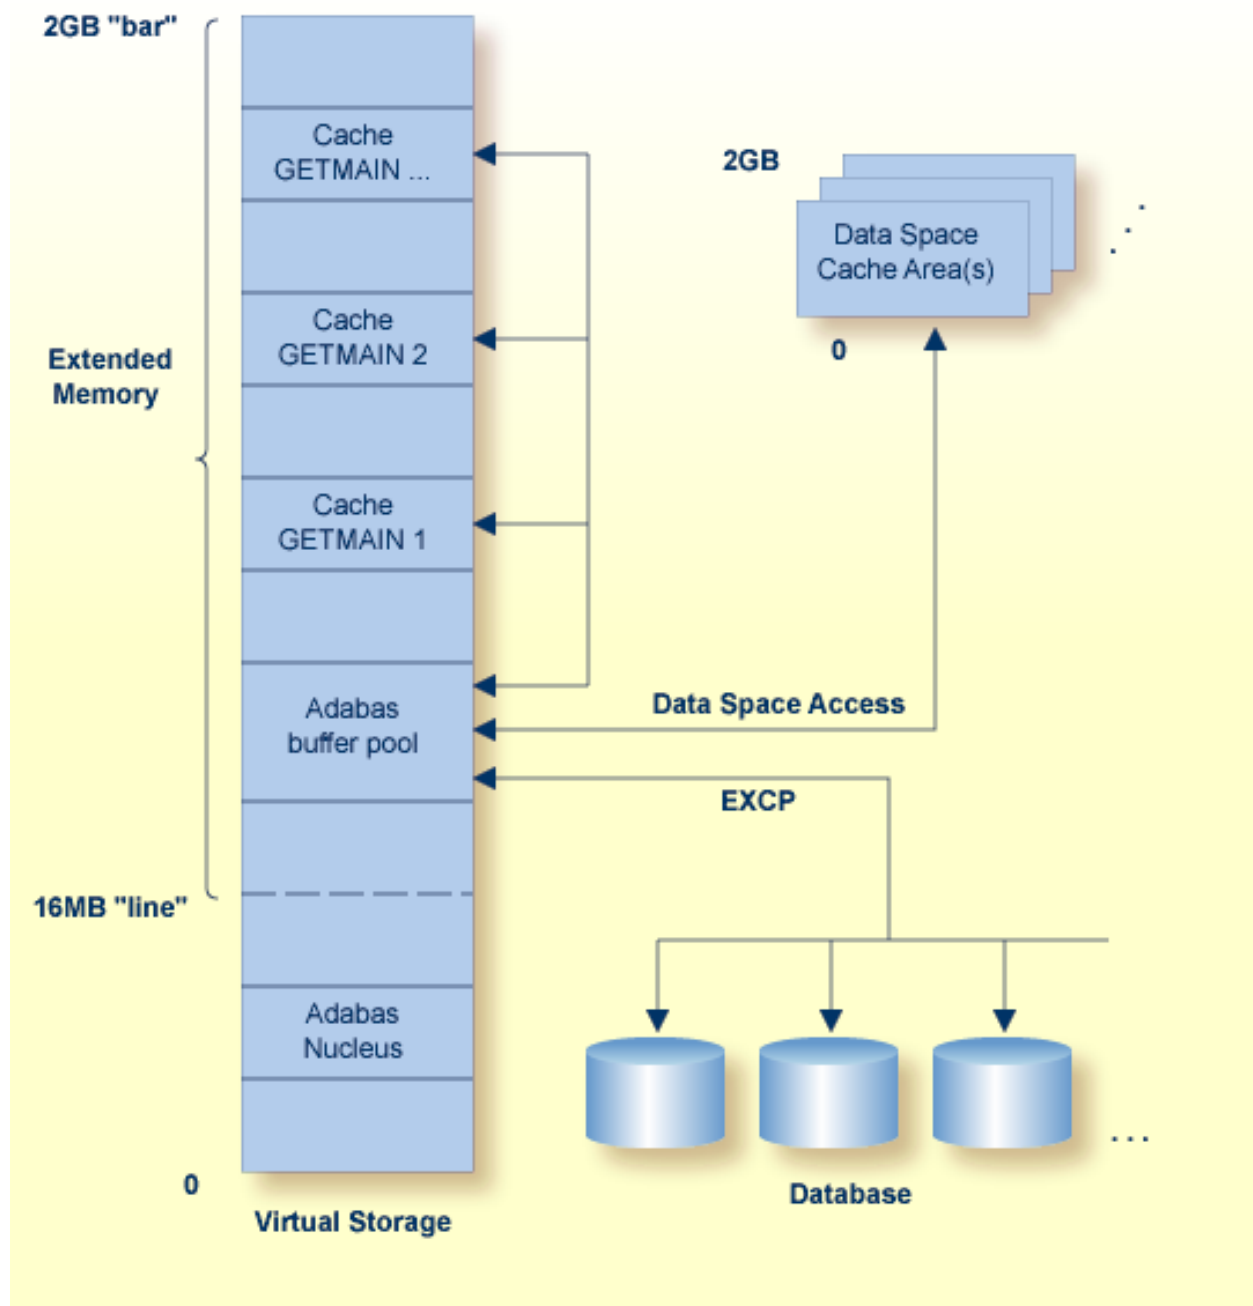 2GB "bar"
Cache
GETMAIN ...
2GB
Data Space
Cache Area(s)
0
Cache
GETMAIN 2
Extended
Memory
Cache
GETMAIN 1
Adabas
buffer pool
Data Space Access
EXCP
16MB "line"
Adabas
Nucleus
...
0
Database
Virtual Storage